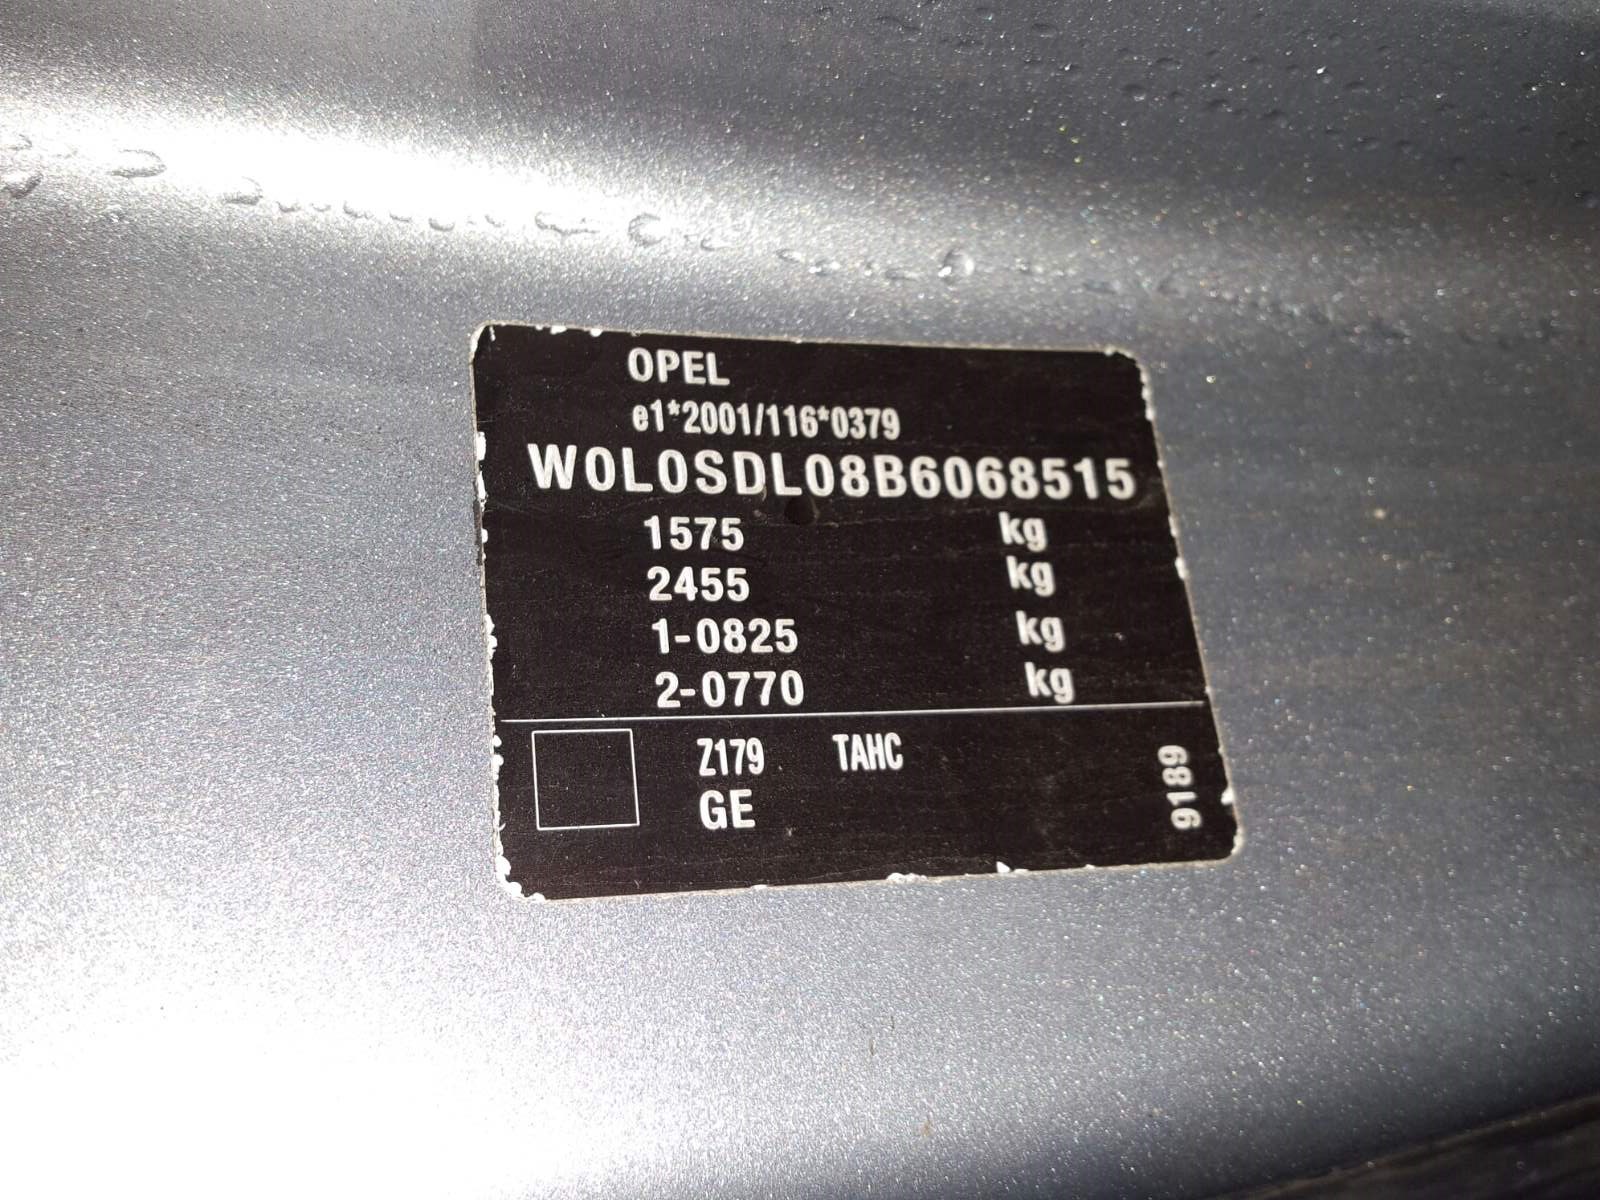 OPEL
e1*2001/116*0379
W0L0SDL08B6068515
1575 kg
2455 kg
1-0825 kg
2-0770 kg
Z179 TAHC
GE
9189